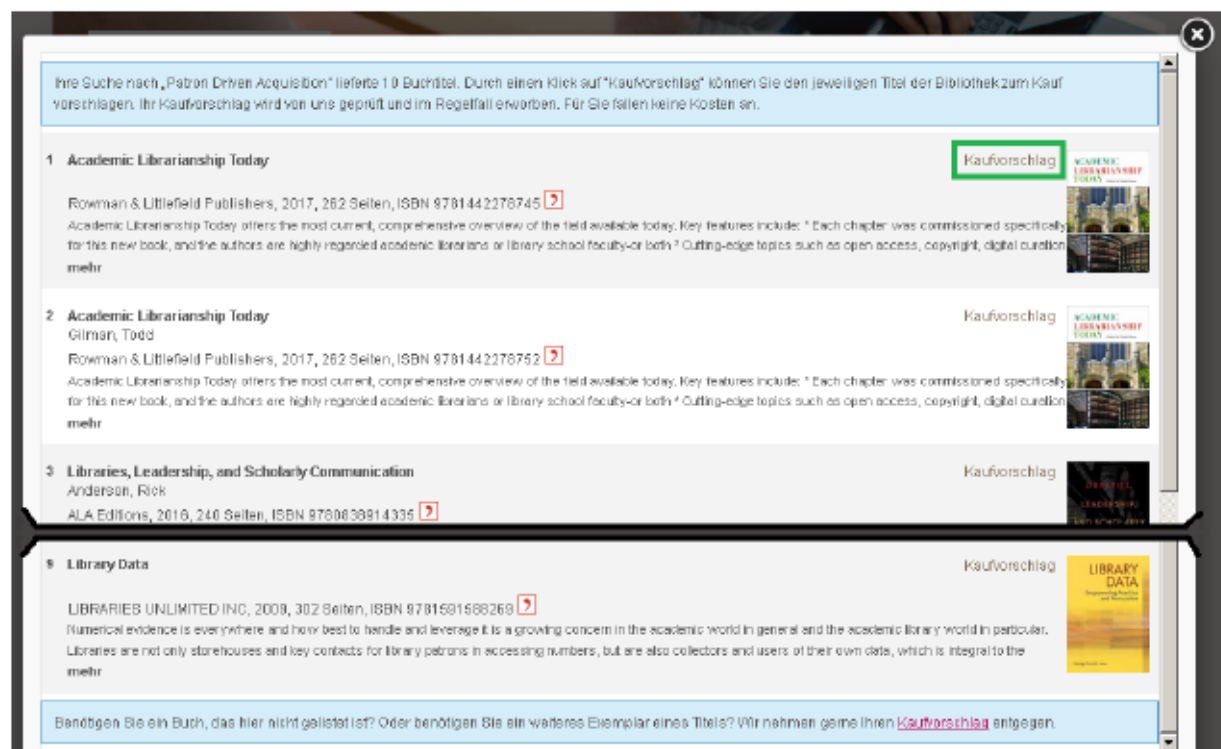 Ihre Suche nach „Patron Driven Acquisition“ lieferte 10 Buchtitel. Durch einen Klick auf "Kaufvorschlag" können Sie den jeweiligen Titel der Bibliothek zum Kauf
vorschlagen. Ihr Kaufvorschlag wird von uns geprüft und im Regelfall erworben. Für Sie fallen keine Kosten an.
1 Academic Librarianship Today Kaufvorschlag
Rowman & Littlefield Publishers, 2017, 262 Seiten, ISBN 9781442278745
Academic Librarianship Today offers the most current, comprehensive overview of the field available today. Key features include: * Each chapter was commissioned specifically
for this new book, and the authors are highly regarded academic librarians or library school faculty-or both * Cutting-edge topics such as open access, copyright, digital curation
mehr
ACADEMIC
LIBRARIANSHIP
TODAY
2 Academic Librarianship Today Kaufvorschlag
Gilman, Todd
Rowman & Littlefield Publishers, 2017, 262 Seiten, ISBN 9781442278752
Academic Librarianship Today offers the most current, comprehensive overview of the field available today. Key features include: * Each chapter was commissioned specifically
for this new book, and the authors are highly regarded academic librarians or library school faculty-or both * Cutting-edge topics such as open access, copyright, digital curation
mehr
ACADEMIC
LIBRARIANSHIP
TODAY
3 Libraries, Leadership, and Scholarly Communication Kaufvorschlag
Anderson, Rick
ALA Editions, 2016, 240 Seiten, ISBN 9780838914335
LIBRARIES,
LEADERSHIP,
AND SCHOLARLY
9 Library Data Kaufvorschlag
LIBRARIES UNLIMITED INC, 2009, 302 Seiten, ISBN 9781591588269
Numerical evidence is everywhere and how best to handle and leverage it is a growing concern in the academic world in general and the academic library world in particular.
Libraries are not only storehouses and key contacts for library patrons in accessing numbers, but are also collectors and users of their own data, which is integral to the
mehr
LIBRARY
DATA
Benötigen Sie ein Buch, das hier nicht gelistet ist? Oder benötigen Sie ein weiteres Exemplar eines Titels? Wir nehmen gerne Ihren Kaufvorschlag entgegen.